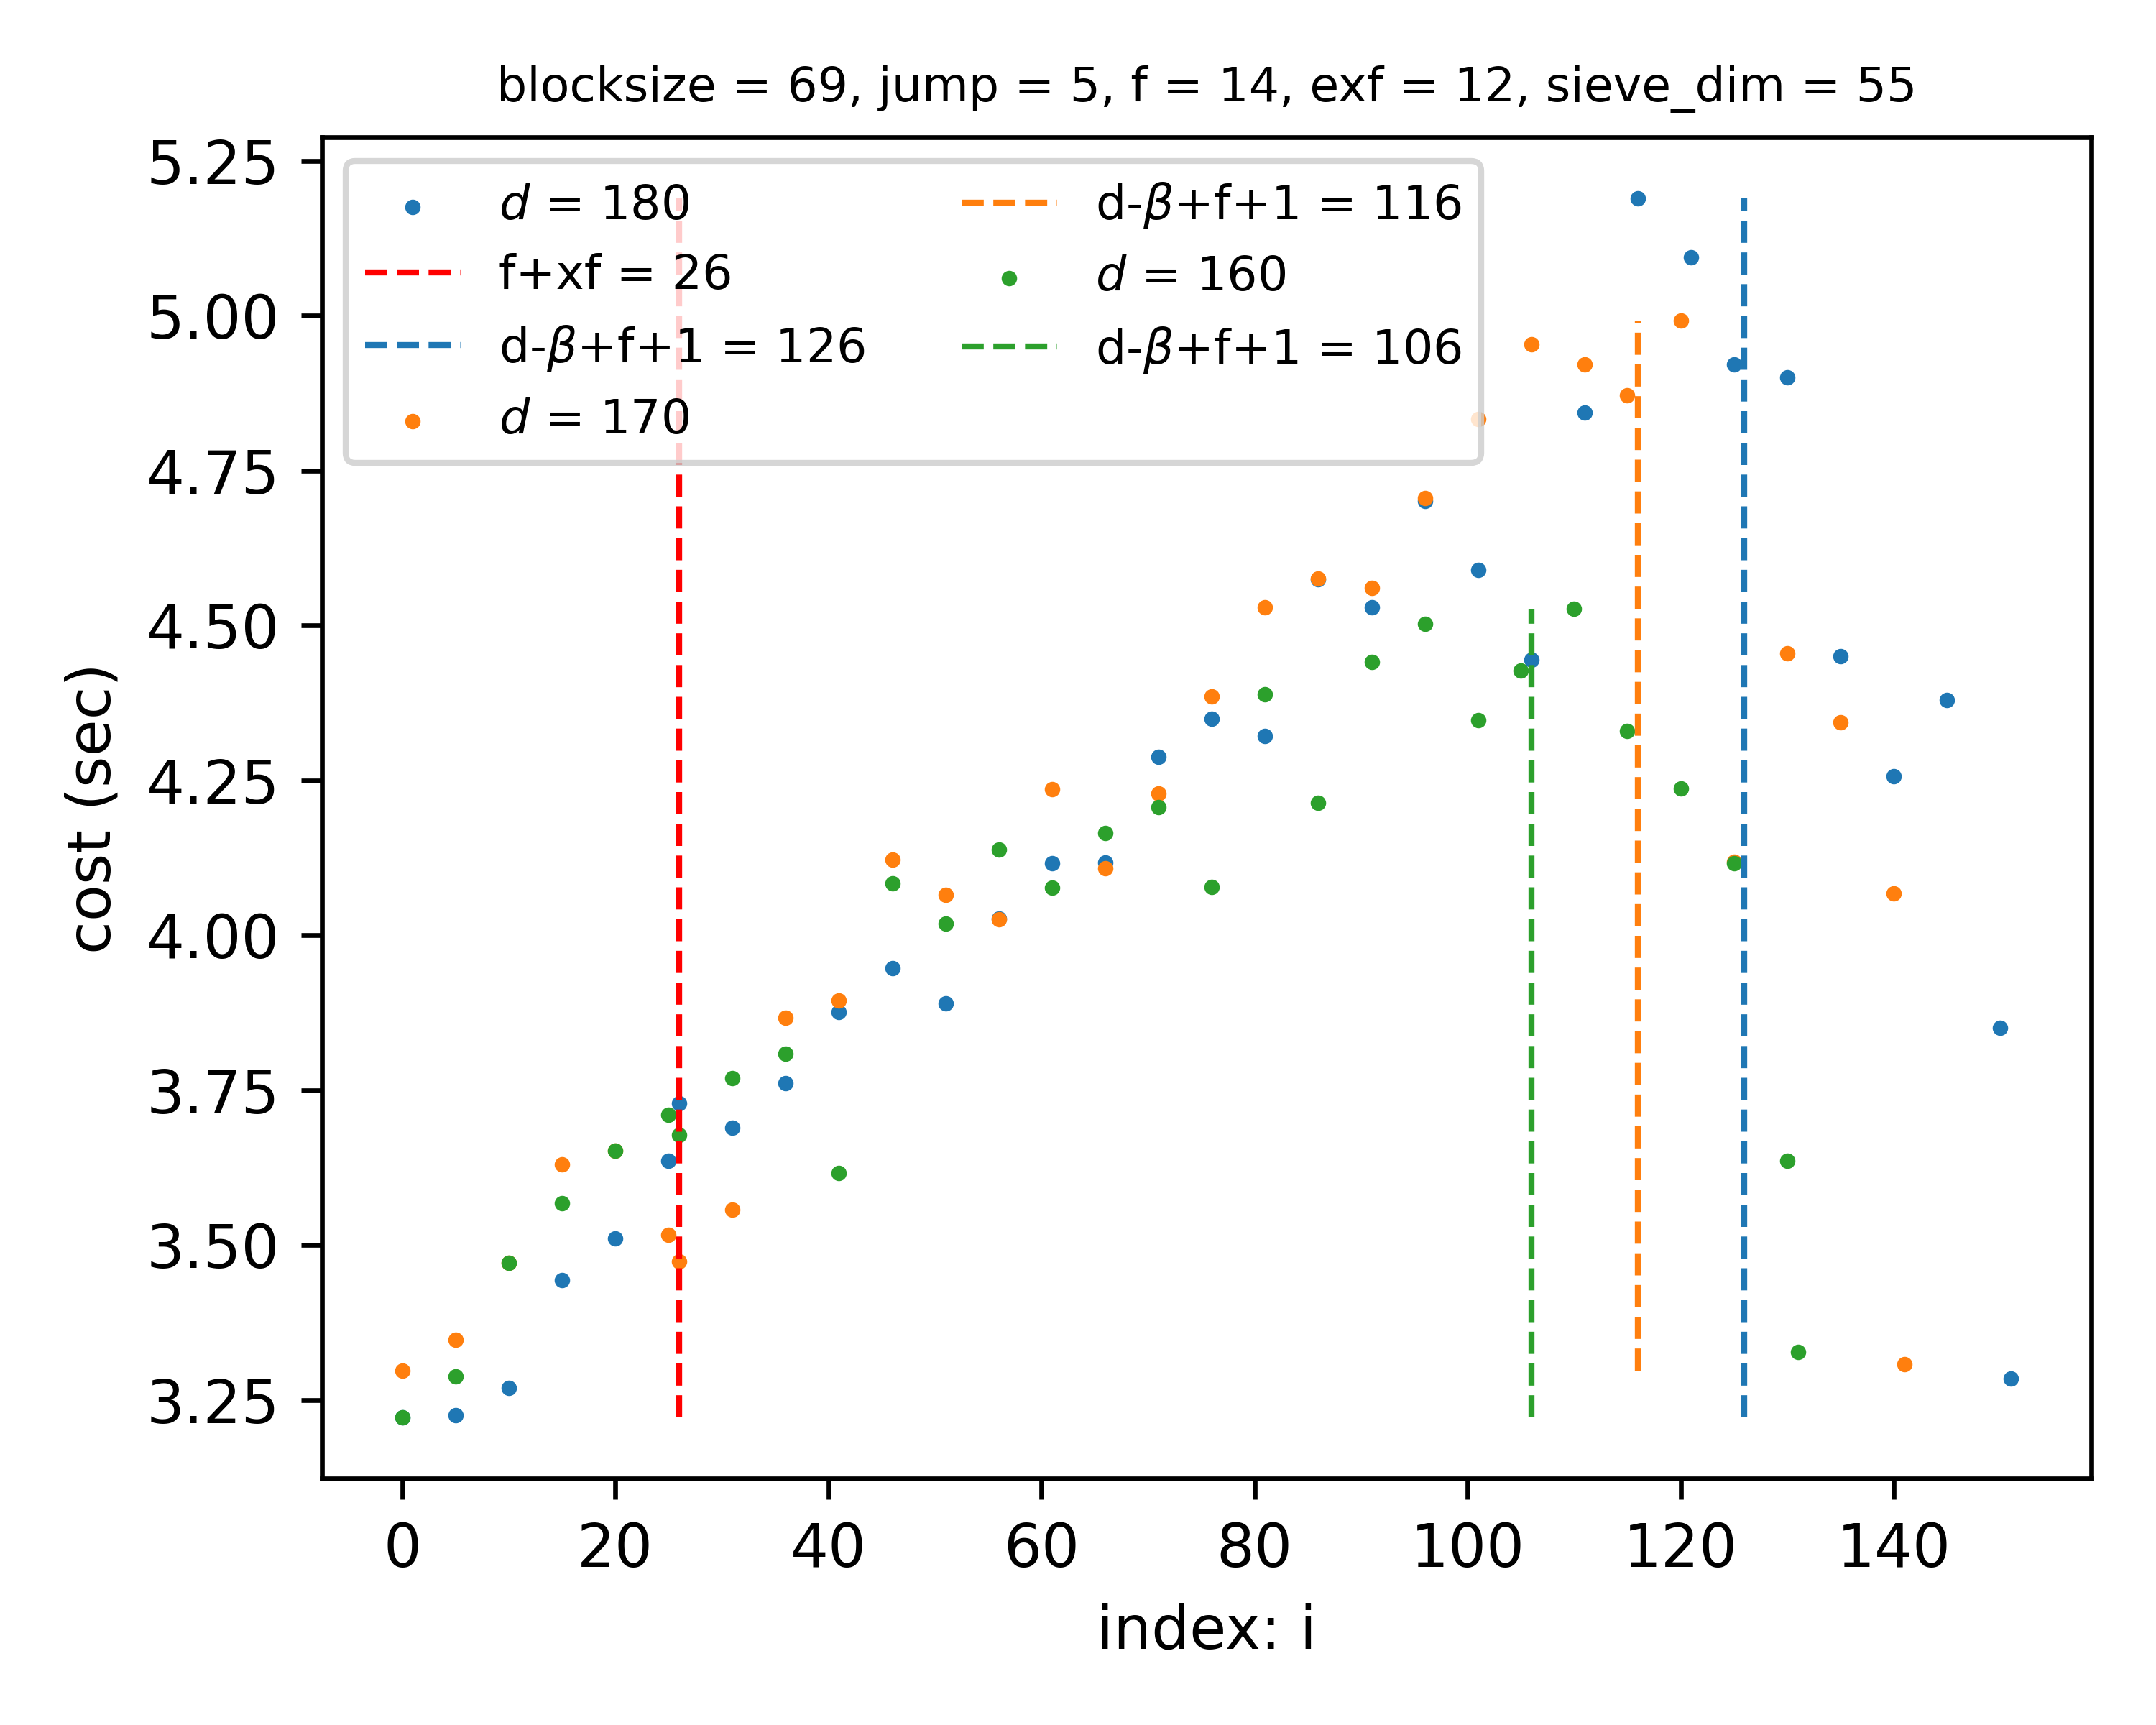 blocksize = 69, jump = 5, f = 14, exf = 12, sieve_dim = 55
d = 180
f+xf = 26
d-β+f+1 = 126
d = 170
d-β+f+1 = 116
d = 160
d-β+f+1 = 106
5.25
5.00
4.75
4.50
4.25
4.00
3.75
3.50
3.25
cost (sec)
0 20 40 60 80 100 120 140
index: i